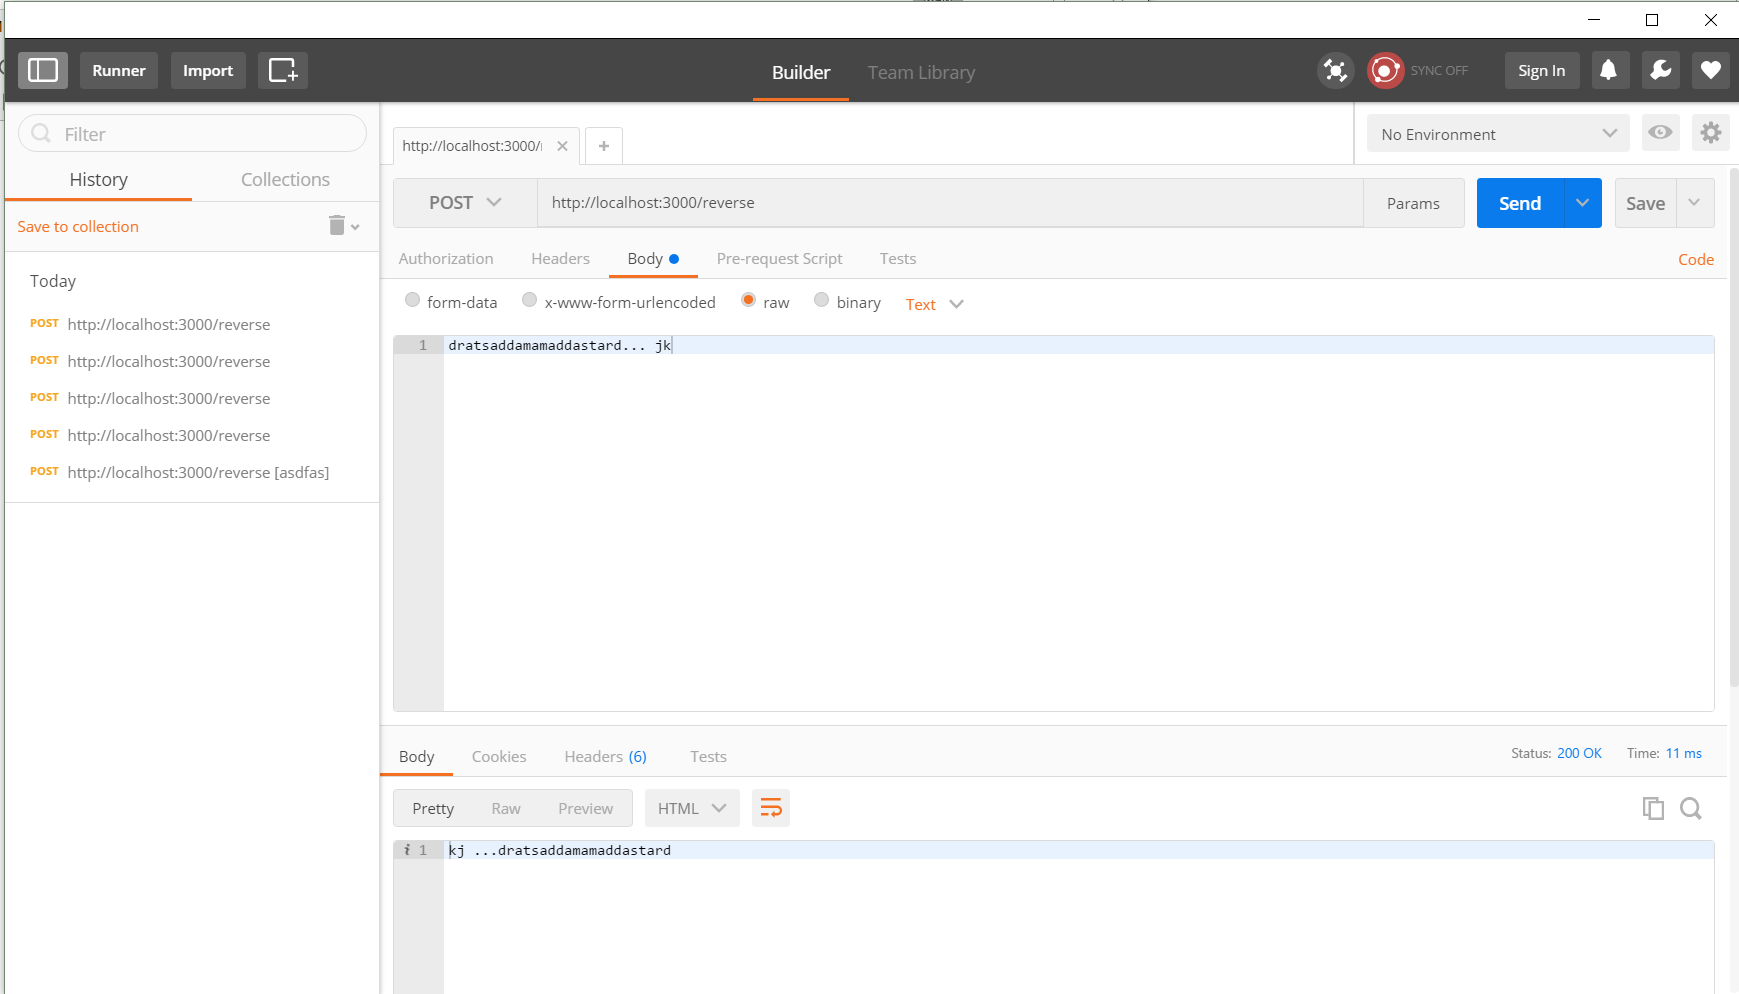 Runner Import Builder Team Library SYNC OFF Sign In
Filter
http://localhost:3000/ No Environment
History Collections
POST http://localhost:3000/reverse Params Send Save
Save to collection
Authorization Headers Body Pre-request Script Tests Code
Today
form-data x-www-form-urlencoded raw binary Text
POST http://localhost:3000/reverse
POST http://localhost:3000/reverse
POST http://localhost:3000/reverse
POST http://localhost:3000/reverse
POST http://localhost:3000/reverse [asdfas]
1 dratsaddamamaddastard... jk
Body Cookies Headers (6) Tests Status: 200 OK Time: 11 ms
Pretty Raw Preview HTML
i 1 kj ...dratsaddamamaddastard